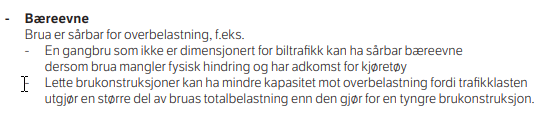 - Bæreevne
Brua er sårbar for overbelastning, f.eks.
- En gangbru som ikke er dimensjonert for biltrafikk kan ha sårbar bæreevne
dersom brua mangler fysisk hindring og har adkomst for kjøretøy
- Lette brukonstruksjoner kan ha mindre kapasitet mot overbelastning fordi trafikklasten
utgjør en større del av bruas totalbelastning enn den gjør for en tyngre brukonstruksjon.